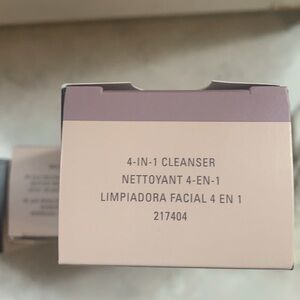 4-IN-1 CLEANSER
NETTOYANT 4-EN-1
LIMPIADORA FACIAL 4 EN 1
217404